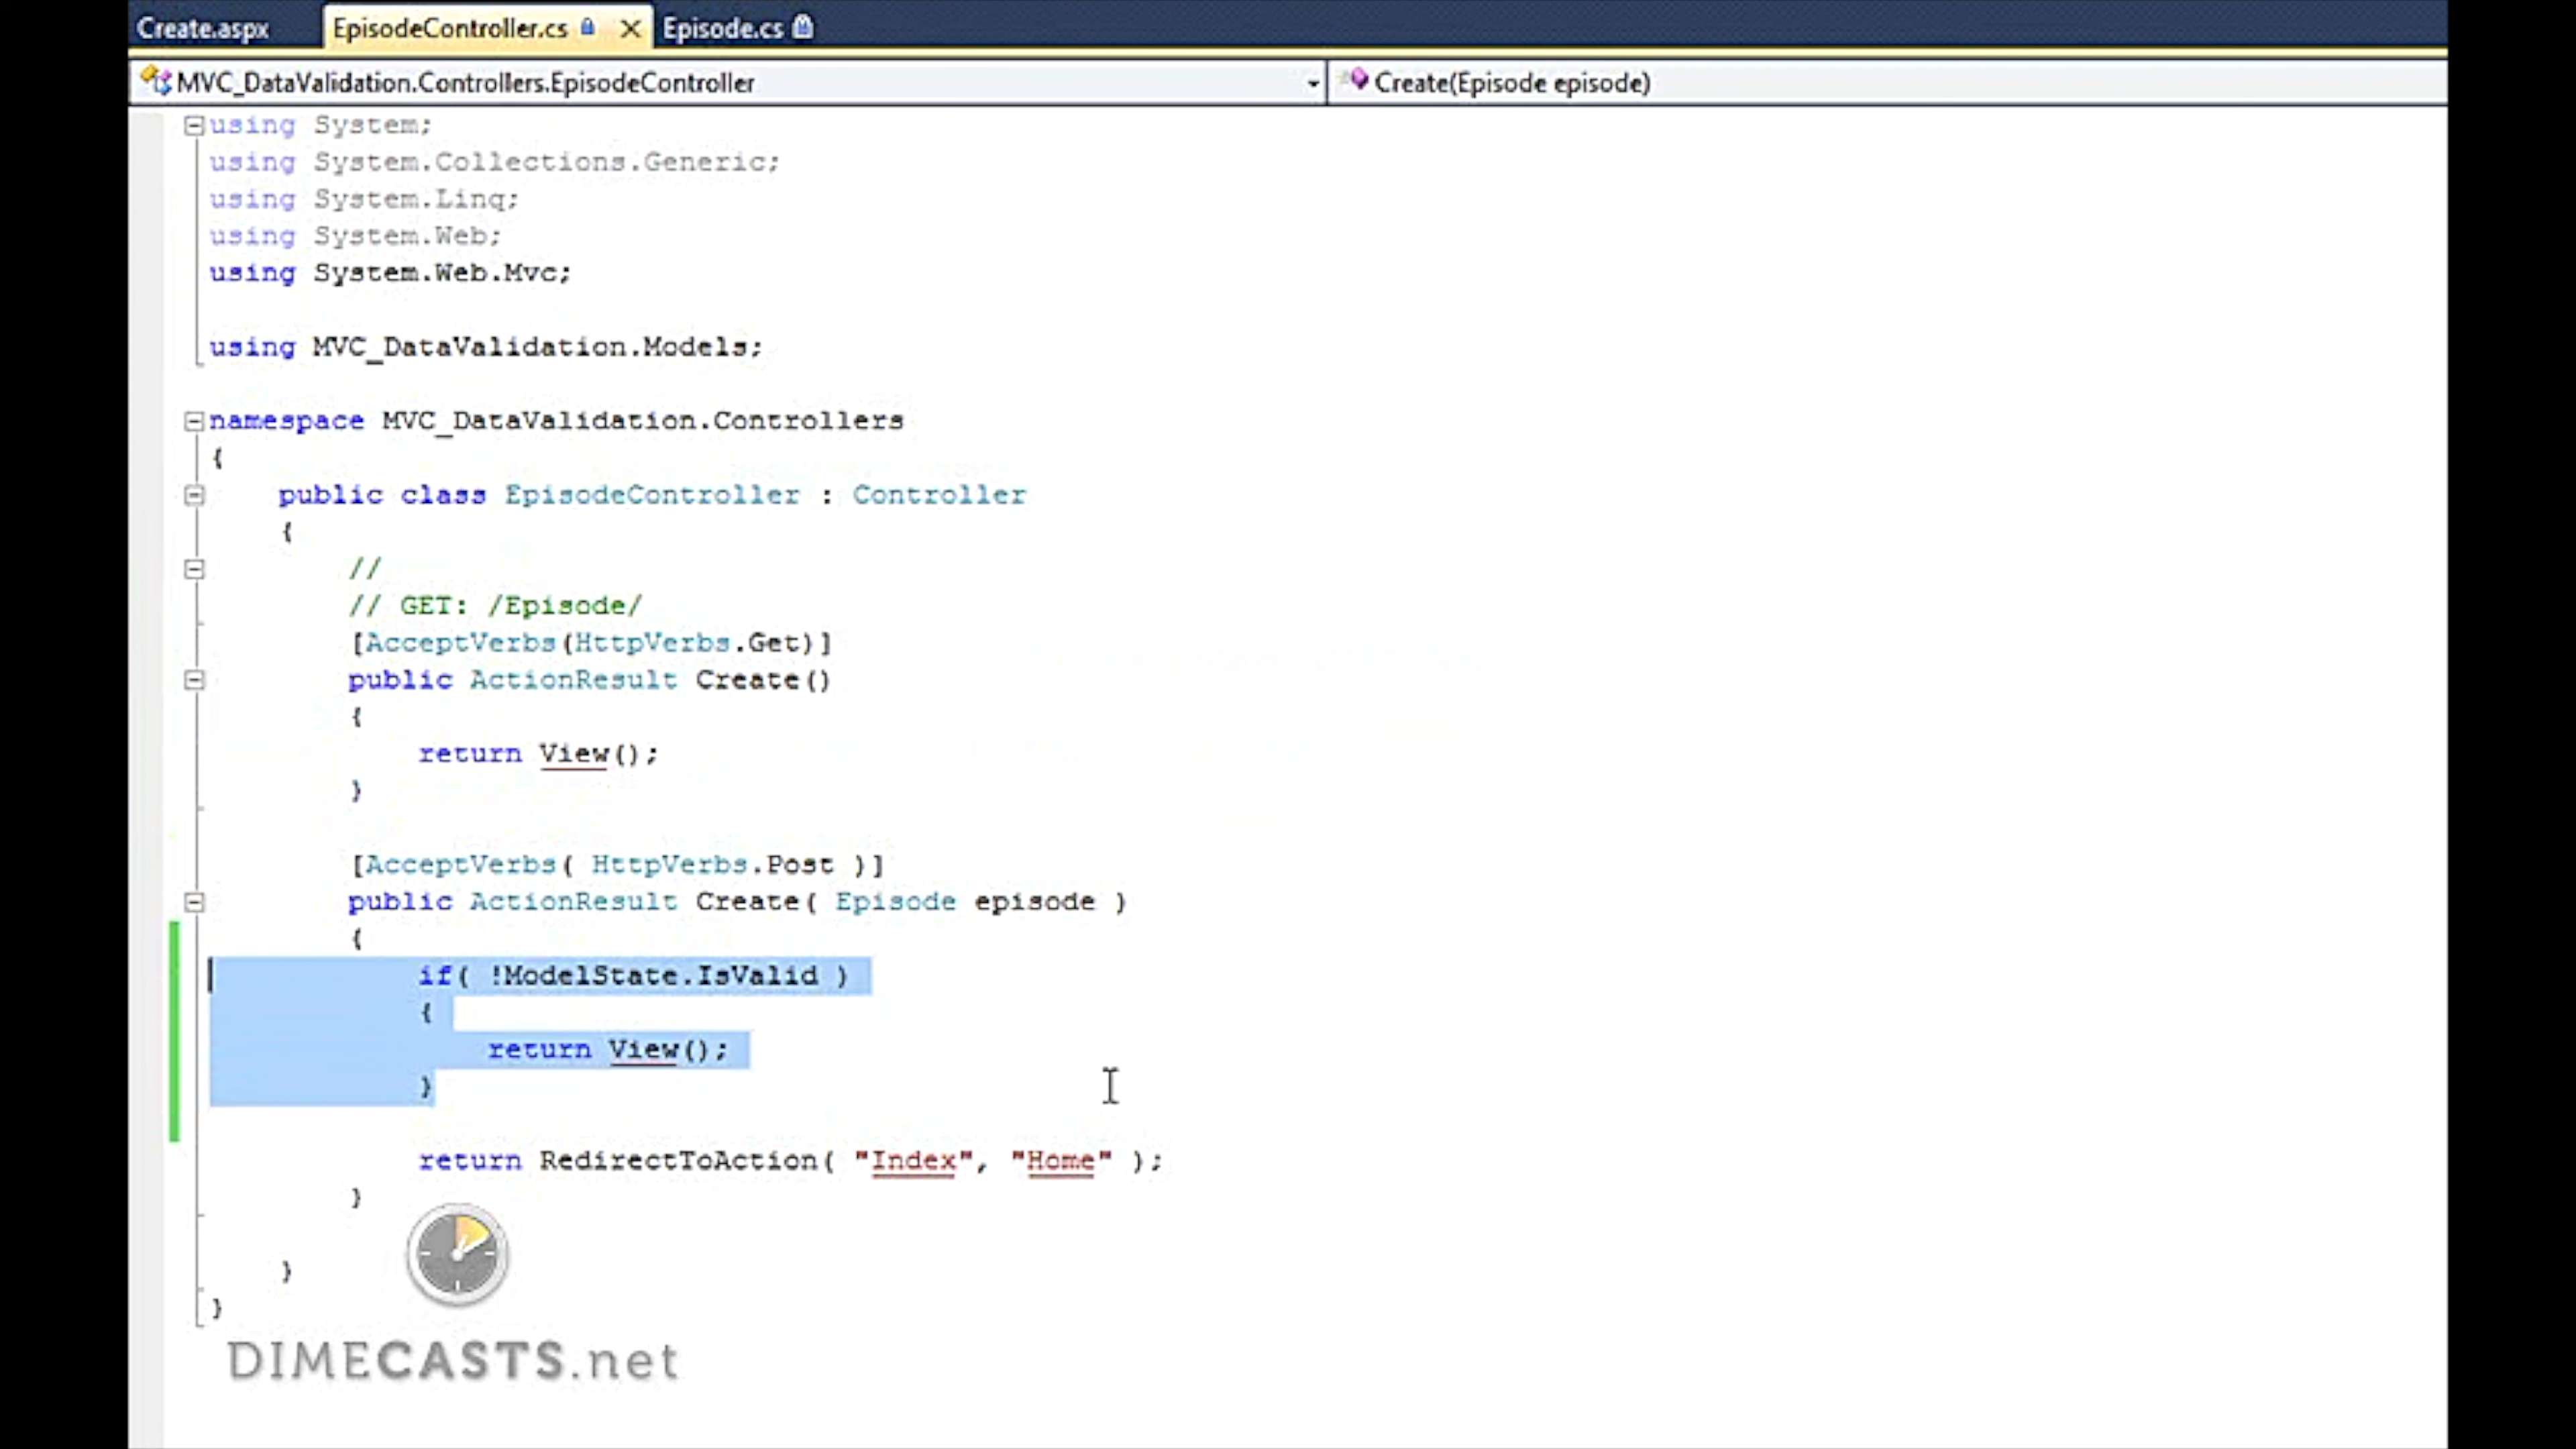 Create.aspx EpisodeController.cs Episode.cs
MVC_DataValidation.Controllers.EpisodeController Create(Episode episode)
using System;
using System.Collections.Generic;
using System.Linq;
using System.Web;
using System.Web.Mvc;
using MVC_DataValidation.Models;
namespace MVC_DataValidation.Controllers
{
public class EpisodeController : Controller
{
//
// GET: /Episode/
[AcceptVerbs(HttpVerbs.Get)]
public ActionResult Create()
{
return View();
}
[AcceptVerbs( HttpVerbs.Post )]
public ActionResult Create( Episode episode )
{
if( !ModelState.IsValid )
{
return View();
}
return RedirectToAction( "Index", "Home" );
}
}
}
DIMECASTS.net